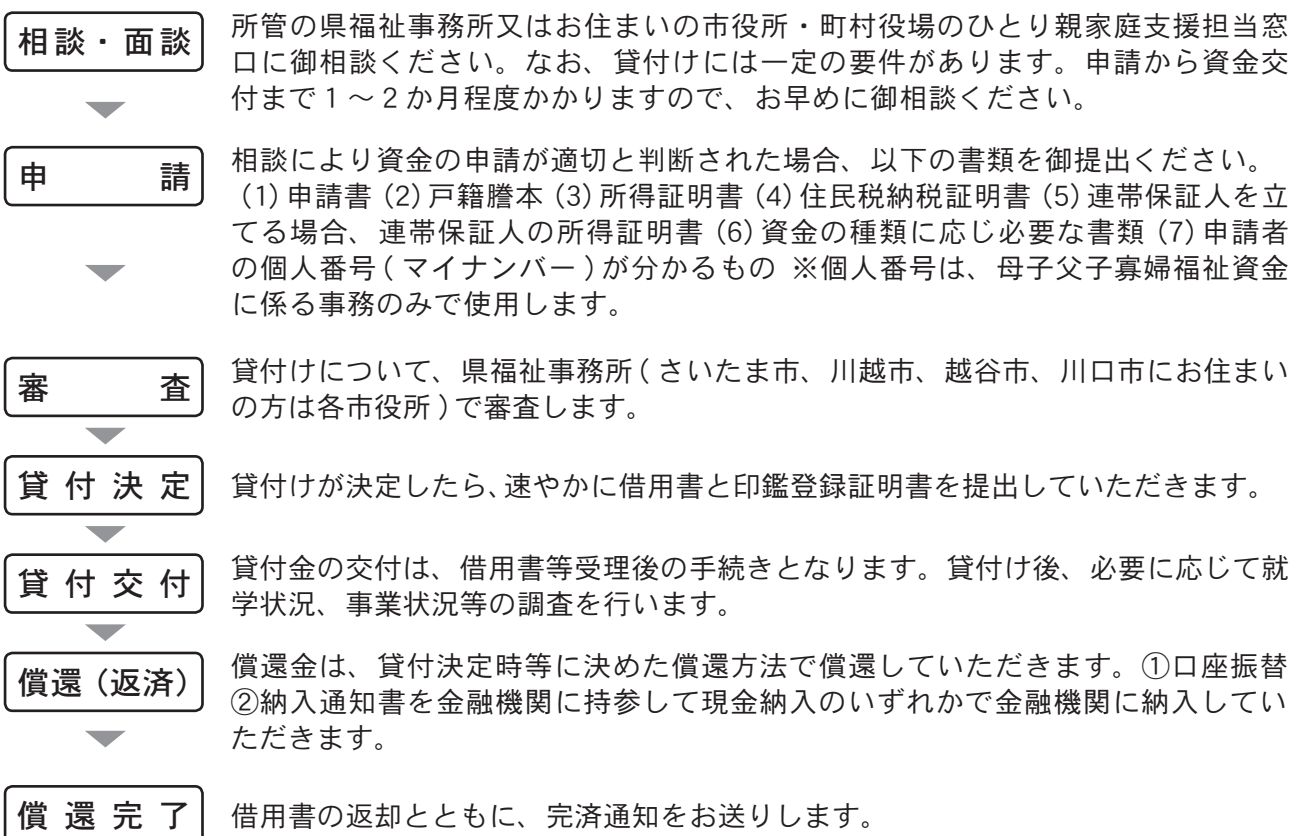 相談・面談
所管の県福祉事務所又はお住まいの市役所・町村役場のひとり親家庭支援担当窓
口に御相談ください。なお、貸付けには一定の要件があります。申請から資金交
付まで1～2か月程度かかりますので、お早めに御相談ください。
申請
相談により資金の申請が適切と判断された場合、以下の書類を御提出ください。
(1)申請書 (2)戸籍謄本 (3)所得証明書 (4)住民税納税証明書 (5)連帯保証人を立
てる場合、連帯保証人の所得証明書 (6)資金の種類に応じ必要な書類 (7)申請者
の個人番号(マイナンバー)が分かるもの ※個人番号は、母子父子寡婦福祉資金
に係る事務のみで使用します。
審査
貸付けについて、県福祉事務所(さいたま市、川越市、越谷市、川口市にお住まい
の方は各市役所)で審査します。
貸付決定
貸付けが決定したら、速やかに借用書と印鑑登録証明書を提出していただきます。
貸付交付
貸付金の交付は、借用書等受理後の手続きとなります。貸付け後、必要に応じて就
学状況、事業状況等の調査を行います。
償還（返済）
償還金は、貸付決定時等に決めた償還方法で償還していただきます。①口座振替
②納入通知書を金融機関に持参して現金納入のいずれかで金融機関に納入してい
ただきます。
償還完了
借用書の返却とともに、完済通知をお送りします。